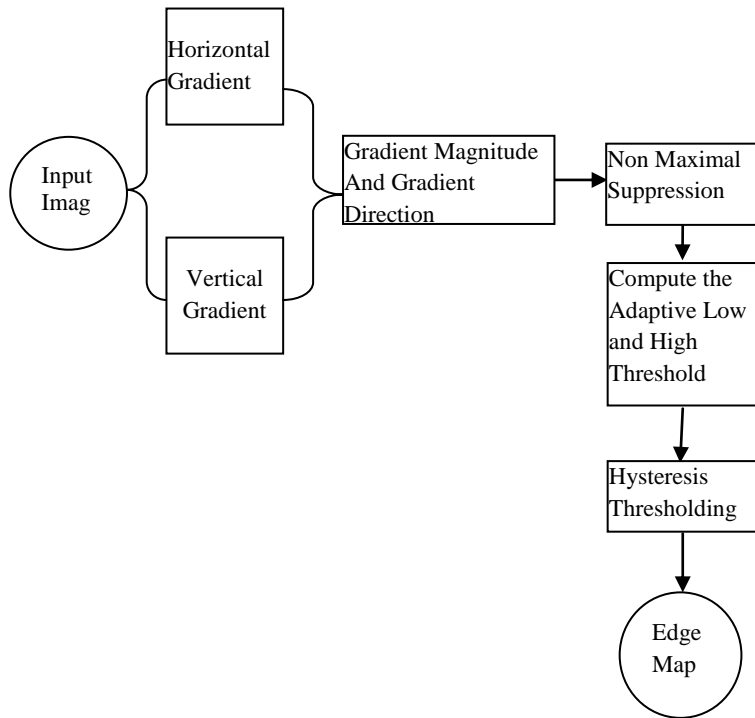 Horizontal
Gradient
Input
Imag
Vertical
Gradient
Gradient Magnitude
And Gradient
Direction
Non Maximal
Suppression
Compute the
Adaptive Low
and High
Threshold
Hysteresis
Thresholding
Edge
Map